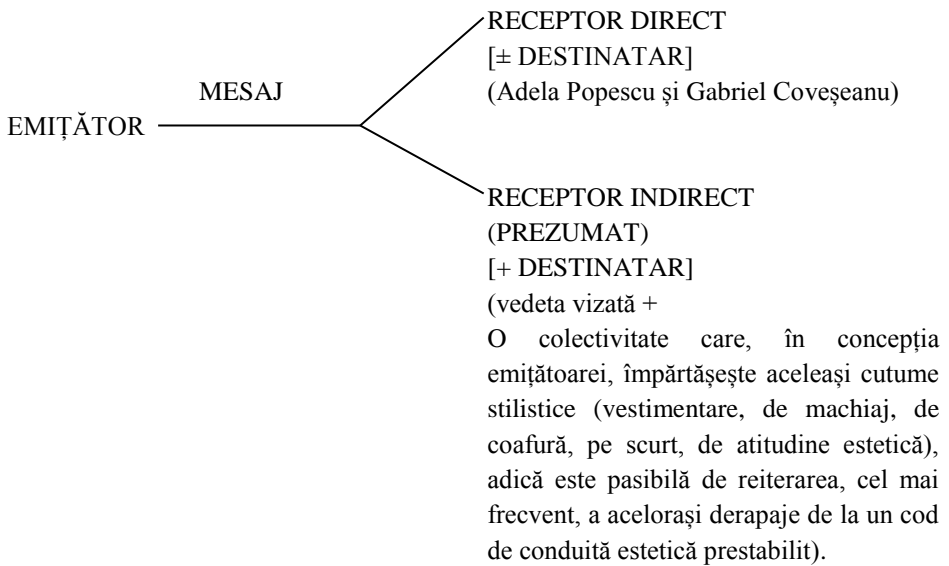 RECEPTOR DIRECT
[± DESTINATAR]
(Adela Popescu și Gabriel Coveșeanu)
MESAJ
EMIȚĂTOR
RECEPTOR INDIRECT
(PREZUMAT)
[+ DESTINATAR]
(vedeta vizată +
O colectivitate care, în concepția
emițătoarei, împărtășește aceleași cutume
stilistice (vestimentare, de machiaj, de
coafură, pe scurt, de atitudine estetică),
adică este pasibilă de reiterarea, cel mai
frecvent, a acelorași derapaje de la un cod
de conduită estetică prestabilit).